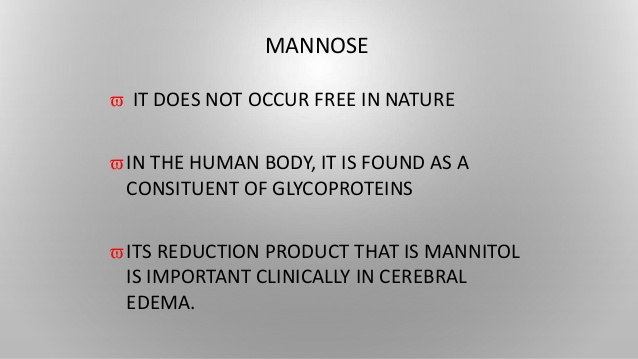 MANNOSE
ϖ IT DOES NOT OCCUR FREE IN NATURE
ϖ IN THE HUMAN BODY, IT IS FOUND AS A
CONSITUENT OF GLYCOPROTEINS
ϖ ITS REDUCTION PRODUCT THAT IS MANNITOL
IS IMPORTANT CLINICALLY IN CEREBRAL
EDEMA.